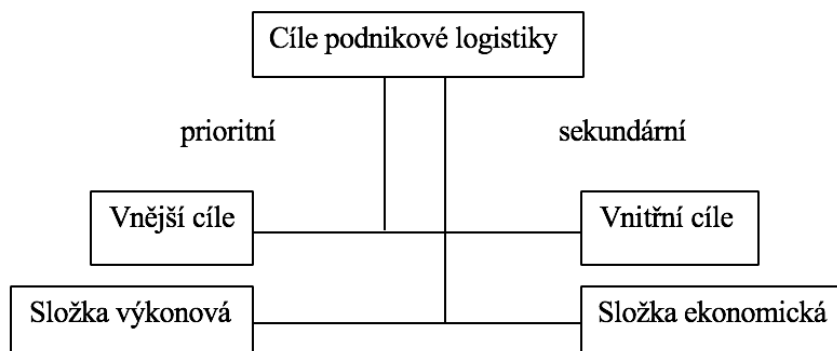 Cíle podnikové logistiky
prioritní
sekundární
Vnější cíle
Vnitřní cíle
Složka výkonová
Složka ekonomická